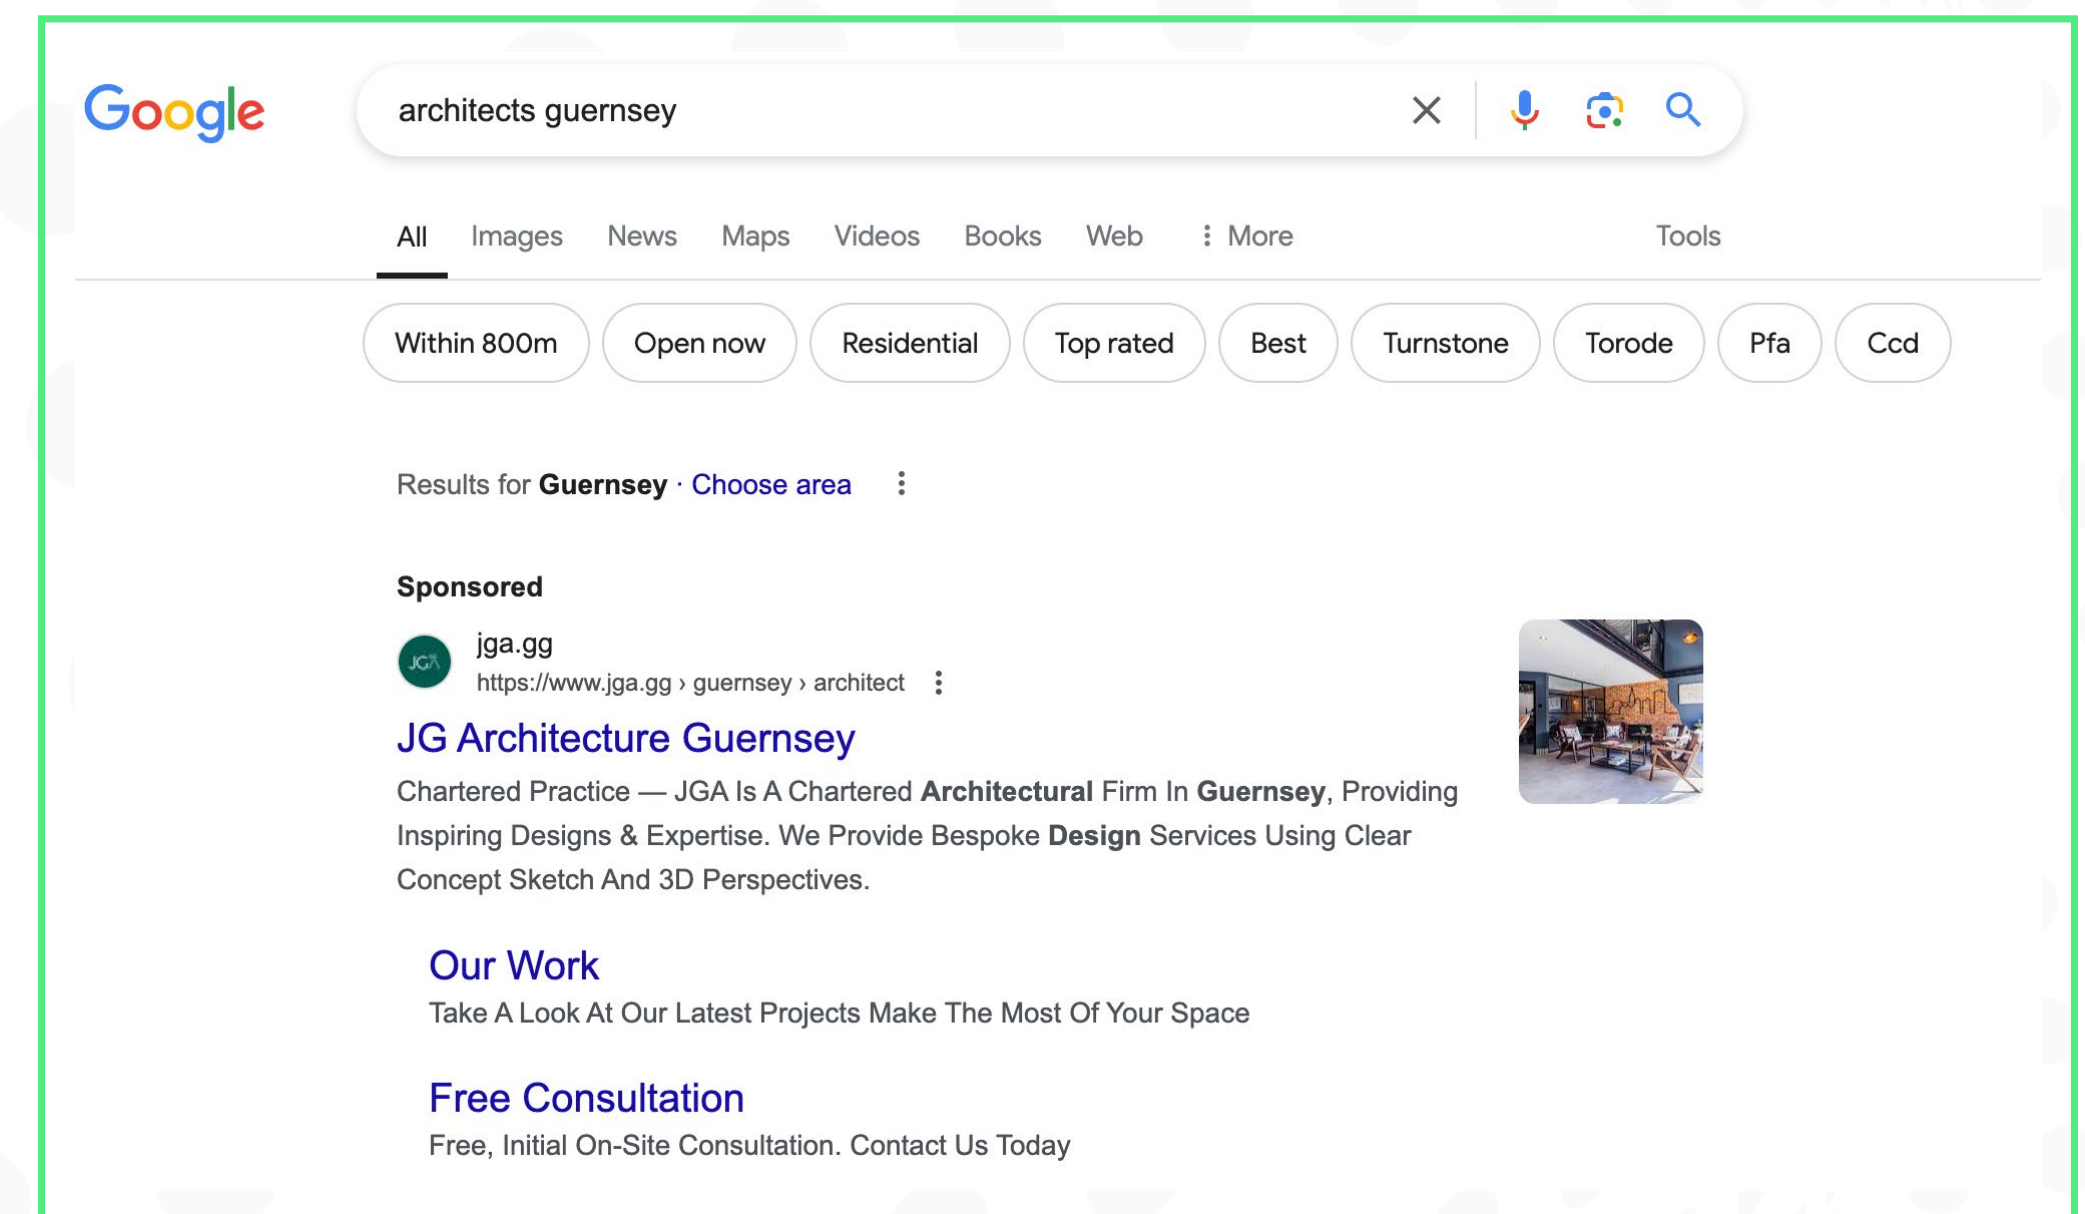 Google
architects guernsey
All Images News Maps Videos Books Web More Tools
Within 800m Open now Residential Top rated Best Turnstone Torode Pfa Ccd
Results for Guernsey · Choose area
Sponsored
JGA
jga.gg
https://www.jga.gg › guernsey › architect
JG Architecture Guernsey
Chartered Practice — JGA Is A Chartered Architectural Firm In Guernsey, Providing
Inspiring Designs & Expertise. We Provide Bespoke Design Services Using Clear
Concept Sketch And 3D Perspectives.
Our Work
Take A Look At Our Latest Projects Make The Most Of Your Space
Free Consultation
Free, Initial On-Site Consultation. Contact Us Today